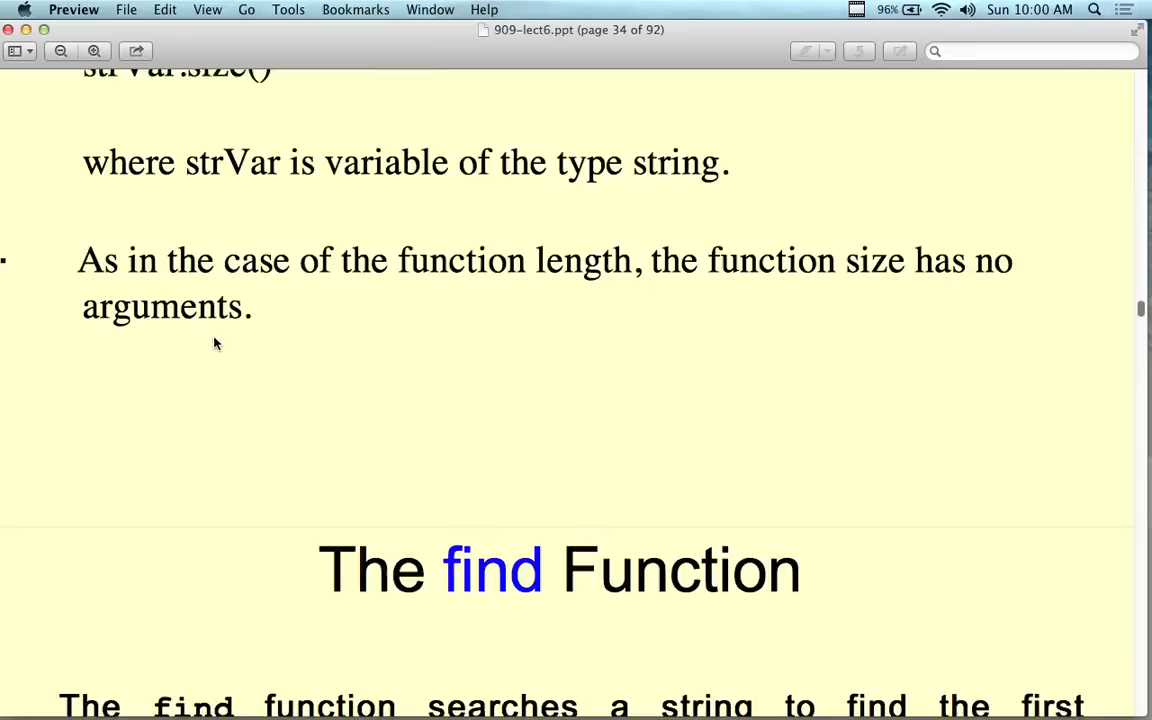 Preview File Edit View Go Tools Bookmarks Window Help 96% Sun 10:00 AM
909-lect6.ppt (page 34 of 92)
strVar.size()
where strVar is variable of the type string.
· As in the case of the function length, the function size has no
arguments.
The find Function
The find function searches a string to find the first